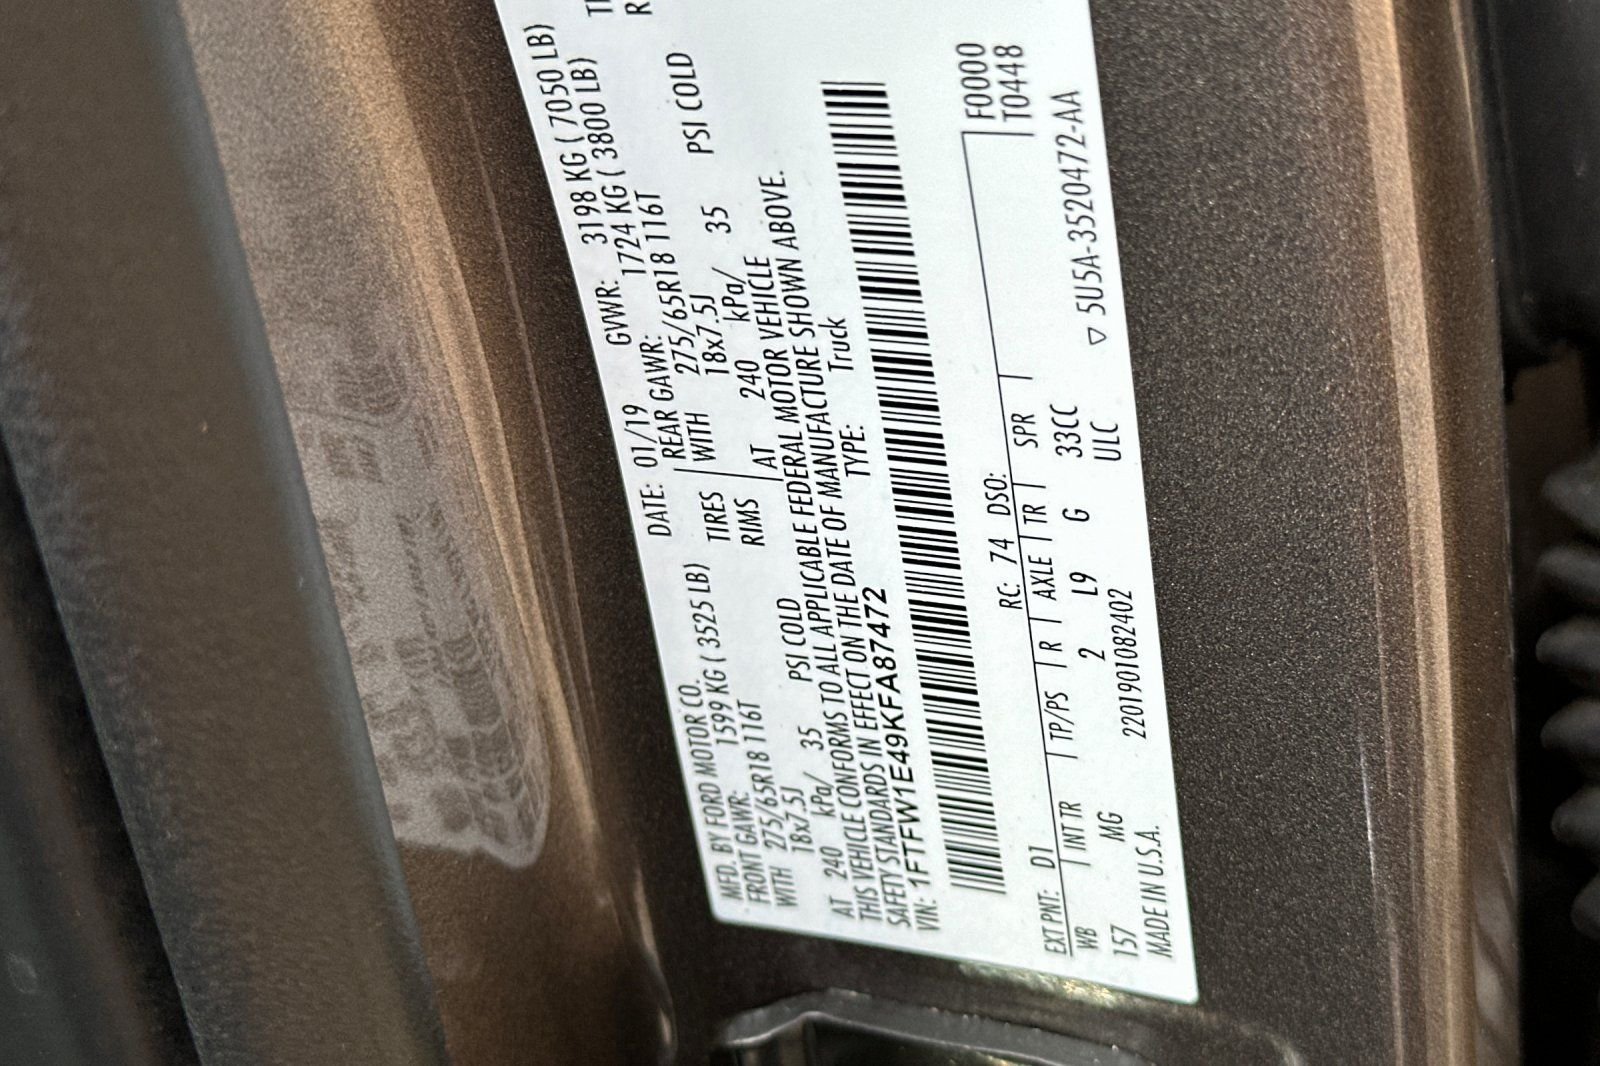 MFD. BY FORD MOTOR CO.
DATE: 01/19 GVWR: 3198 KG ( 7050 LB)
FRONT GAWR: 1599 KG ( 3525 LB) REAR GAWR: 1724 KG ( 3800 LB)
WITH 275/65R18 116T TIRES WITH 275/65R18 116T
18x7.5J RIMS 18x7.5J
AT 240 kPa/ 35 PSI COLD AT 240 kPa/ 35 PSI COLD
THIS VEHICLE CONFORMS TO ALL APPLICABLE FEDERAL MOTOR VEHICLE
SAFETY STANDARDS IN EFFECT ON THE DATE OF MANUFACTURE SHOWN ABOVE.
VIN: 1FTFW1E49KFA87472 TYPE: Truck
F0000
T0448
EXT PNT: D1 RC: 74 DSO:
WB INT TR TP/PS R AXLE TR SPR
157 MG 2 L9 G 33CC
MADE IN U.S.A. 2201901082402 ULC
▽ 5U5A-3520472-AA